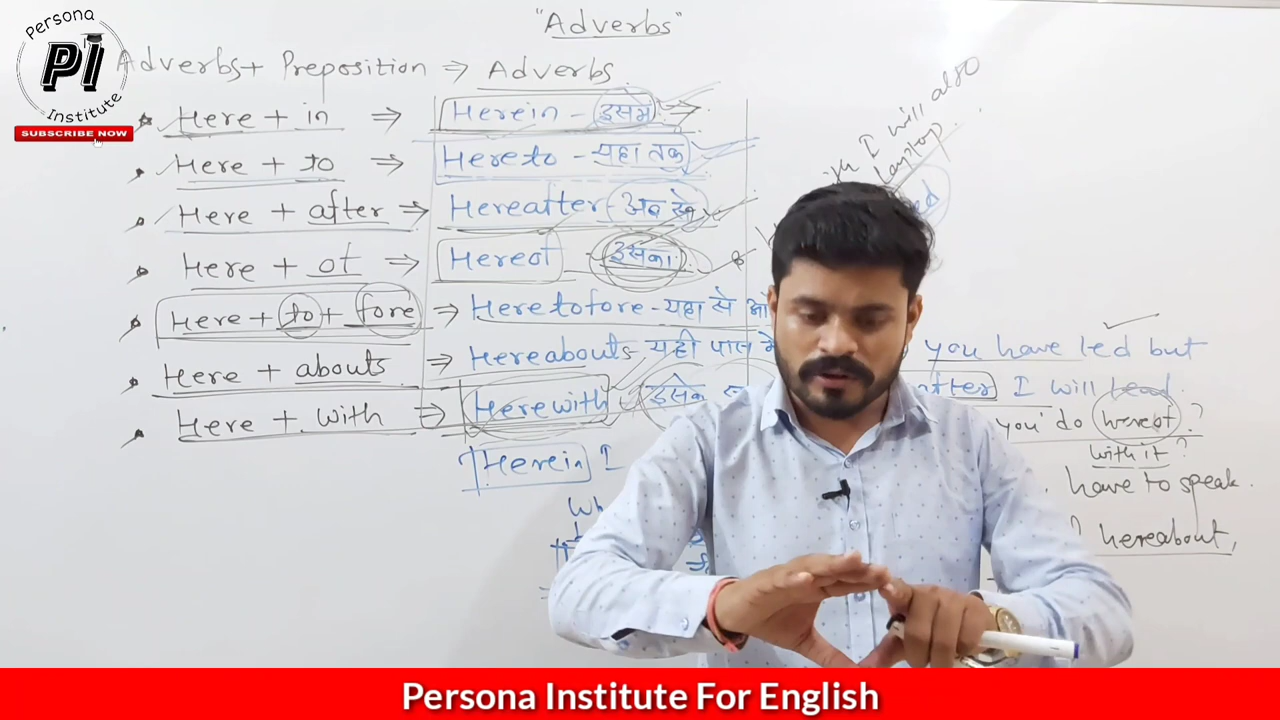 Persona
PI
Institute
SUBSCRIBE NOW
"Adverbs"
Adverbs + Preposition ⇒ Adverbs
Here + in ⇒ Herein - इसमें ⇒
Here + to ⇒ Hereto - यहा तक
Here + after ⇒ Hereafter - अब से
Here + of ⇒ Hereof - इसका
Here + to + fore → Heretofore - यहा से
Here + abouts ⇒ Hereabouts - यही पास मे
Here + with ⇒ Herewith - इसके
Herein I
I will also
laptop.
you have led but
after I will lead.
you do hereof ?
with it ?
have to speak.
hereabout,
Persona Institute For English